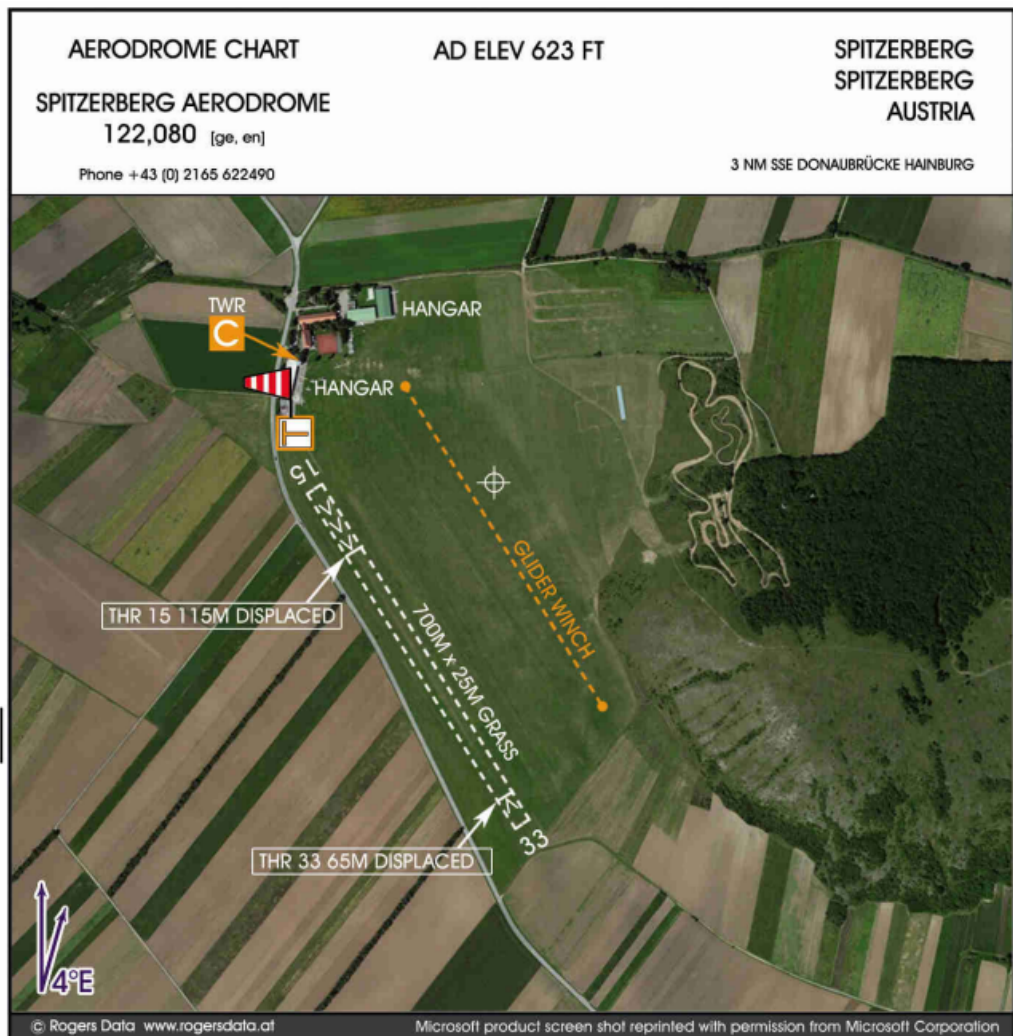 AERODROME CHART
SPITZERBERG AERODROME
122,080 [ge, en]
Phone +43 (0) 2165 622490
AD ELEV 623 FT
SPITZERBERG
SPITZERBERG
AUSTRIA
3 NM SSE DONAUBRÜCKE HAINBURG
TWR
C
HANGAR
HANGAR
T
15
THR 15 115M DISPLACED
700M x 25M GRASS
GLIDER WINCH
33
THR 33 65M DISPLACED
4°E
© Rogers Data www.rogersdata.at
Microsoft product screen shot reprinted with permission from Microsoft Corporation